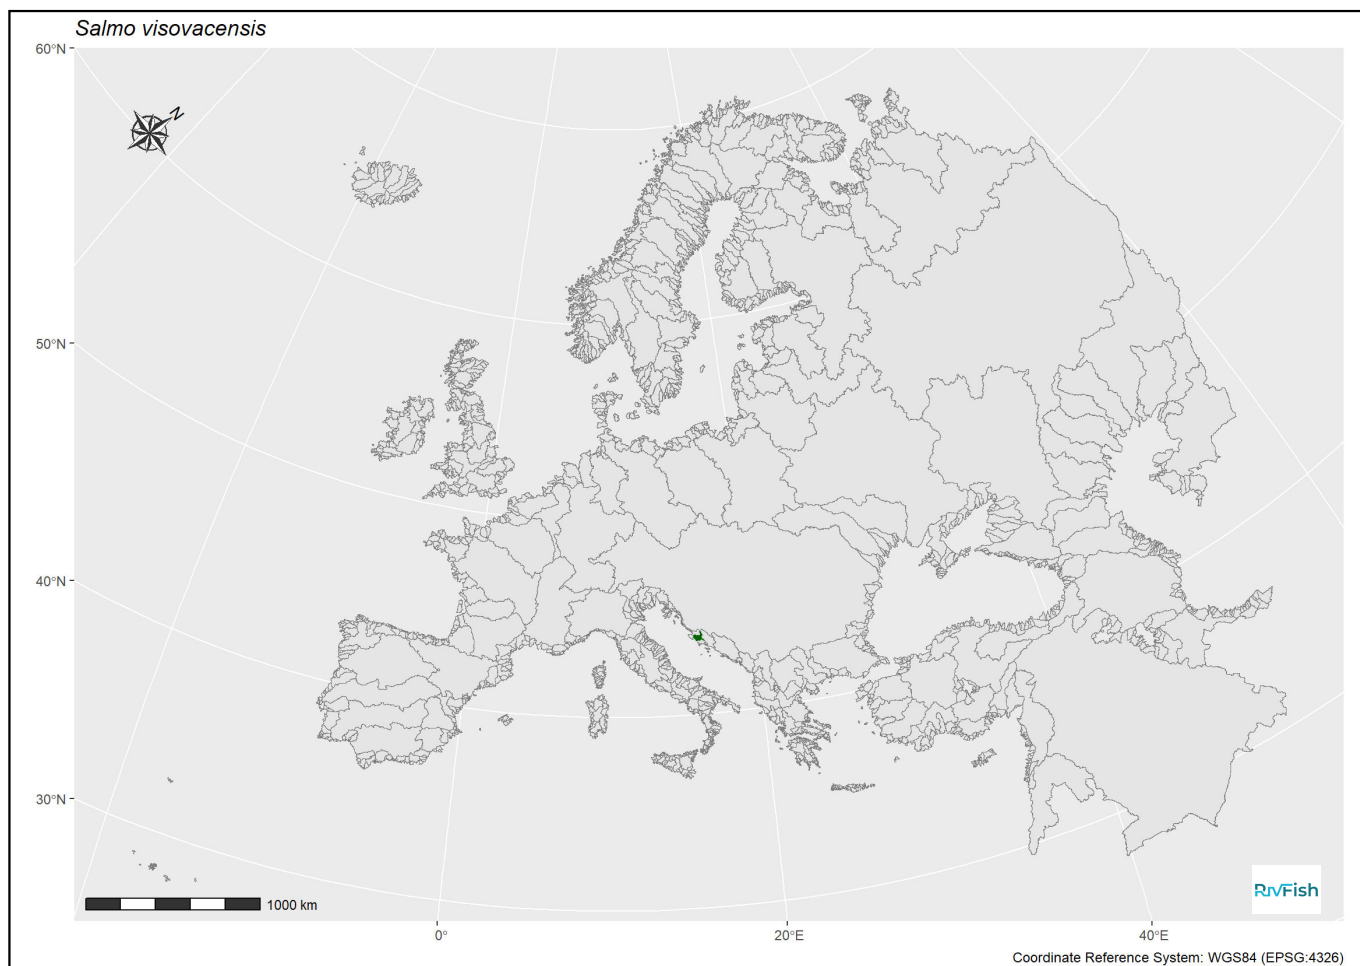 Salmo visovacensis
60°N
N
50°N
40°N
30°N
1000 km
RIVFish
0°
20°E
40°E
Coordinate Reference System: WGS84 (EPSG:4326)